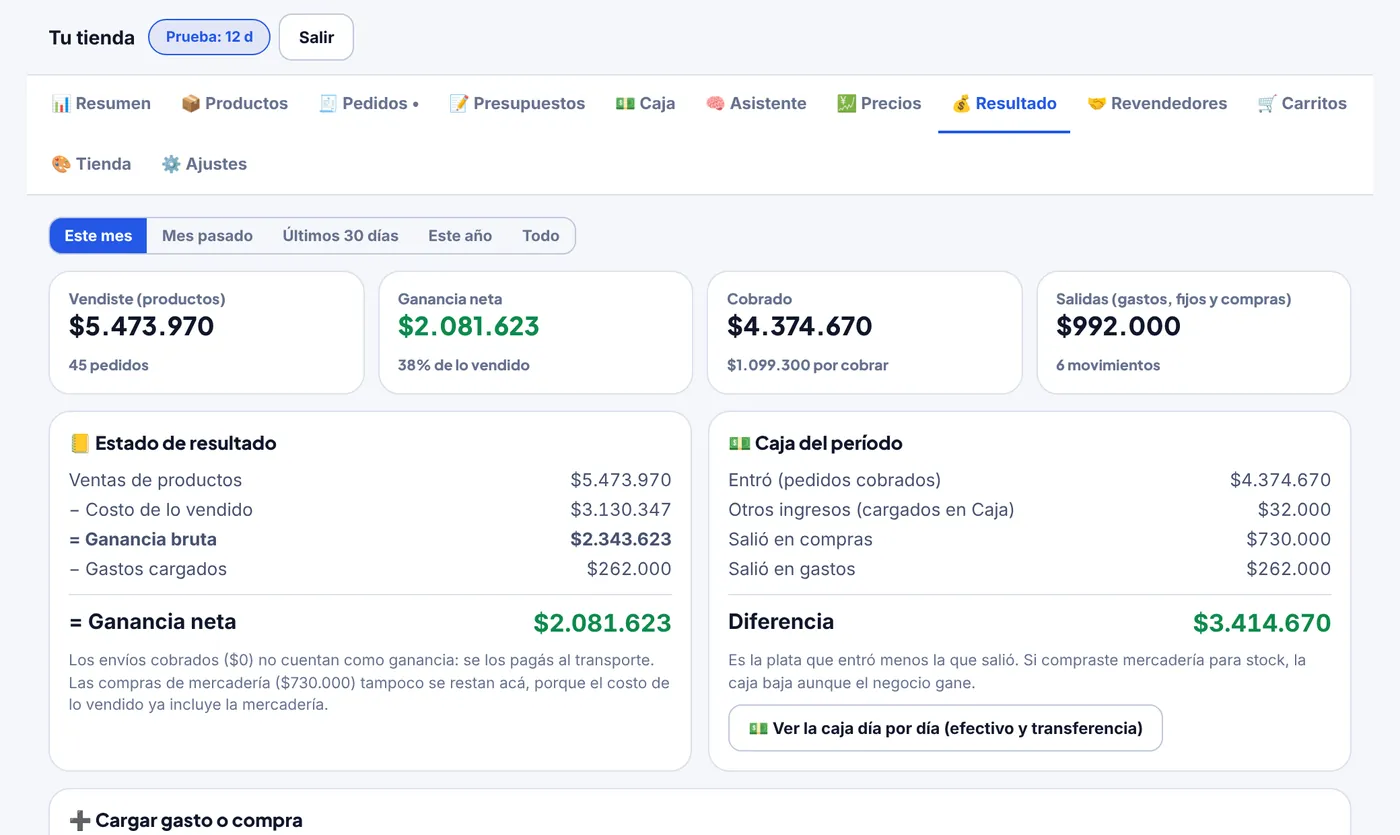 Tu tienda Prueba: 12 d Salir
📊 Resumen 📦 Productos 🧾 Pedidos • 📝 Presupuestos 💵 Caja 🧠 Asistente 💹 Precios 💰 Resultado 🤝 Revendedores 🛒 Carritos
🎨 Tienda ⚙️ Ajustes
Este mes Mes pasado Últimos 30 días Este año Todo
Vendiste (productos)
$5.473.970
45 pedidos
Ganancia neta
$2.081.623
38% de lo vendido
Cobrado
$4.374.670
$1.099.300 por cobrar
Salidas (gastos, fijos y compras)
$992.000
6 movimientos
📒 Estado de resultado
Ventas de productos $5.473.970
− Costo de lo vendido $3.130.347
= Ganancia bruta $2.343.623
− Gastos cargados $262.000
= Ganancia neta $2.081.623
Los envíos cobrados ($0) no cuentan como ganancia: se los pagás al transporte.
Las compras de mercadería ($730.000) tampoco se restan acá, porque el costo de
lo vendido ya incluye la mercadería.
💵 Caja del período
Entró (pedidos cobrados) $4.374.670
Otros ingresos (cargados en Caja) $32.000
Salió en compras $730.000
Salió en gastos $262.000
Diferencia $3.414.670
Es la plata que entró menos la que salió. Si compraste mercadería para stock, la
caja baja aunque el negocio gane.
💵 Ver la caja día por día (efectivo y transferencia)
➕ Cargar gasto o compra